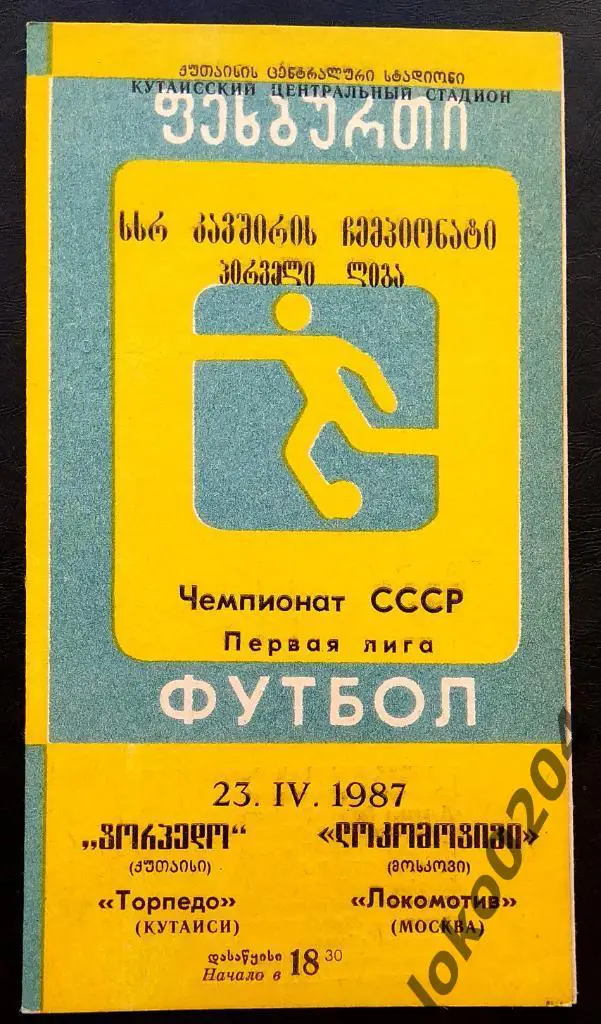 ქუთაისის ცენტრალური სტადიონი
КУТАИССКИЙ ЦЕНТРАЛЬНЫЙ СТАДИОН
ფეხბურთი
სსრ კავშირის ჩემპიონატი
პირველი ლიგა
Чемпионат СССР
Первая лига
ФУТБОЛ
23. IV. 1987
„ტორპედო“ «ლოკომოტივი»
(ქუთაისი) (მოსკოვი)
«Торпедо» «Локомотив»
(КУТАИСИ) (МОСКВА)
დასაწყისი
Начало в 18 30
loko0204